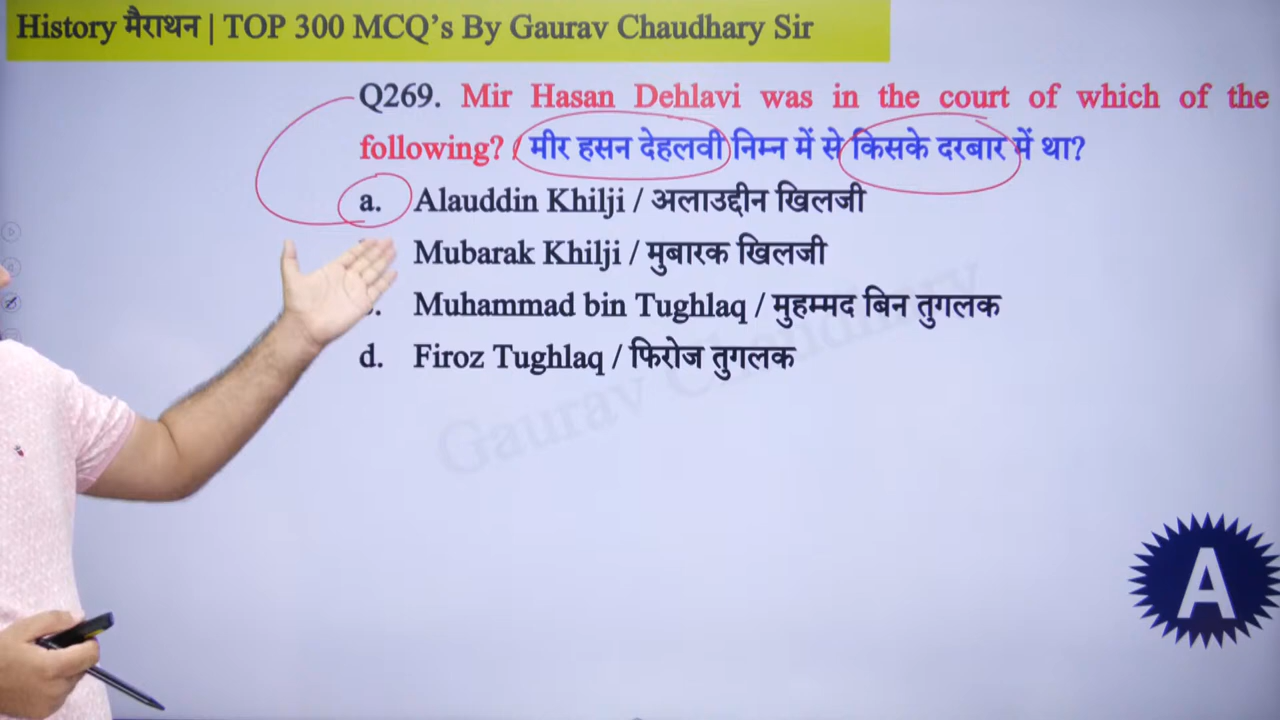 History मैराथन | TOP 300 MCQ’s By Gaurav Chaudhary Sir
Q269. Mir Hasan Dehlavi was in the court of which of the
following? / मीर हसन देहलवी निम्न में से किसके दरबार में था?
a. Alauddin Khilji / अलाउद्दीन खिलजी
Mubarak Khilji / मुबारक खिलजी
Muhammad bin Tughlaq / मुहम्मद बिन तुगलक
d. Firoz Tughlaq / फिरोज तुगलक
Gaurav Chaudhary
A